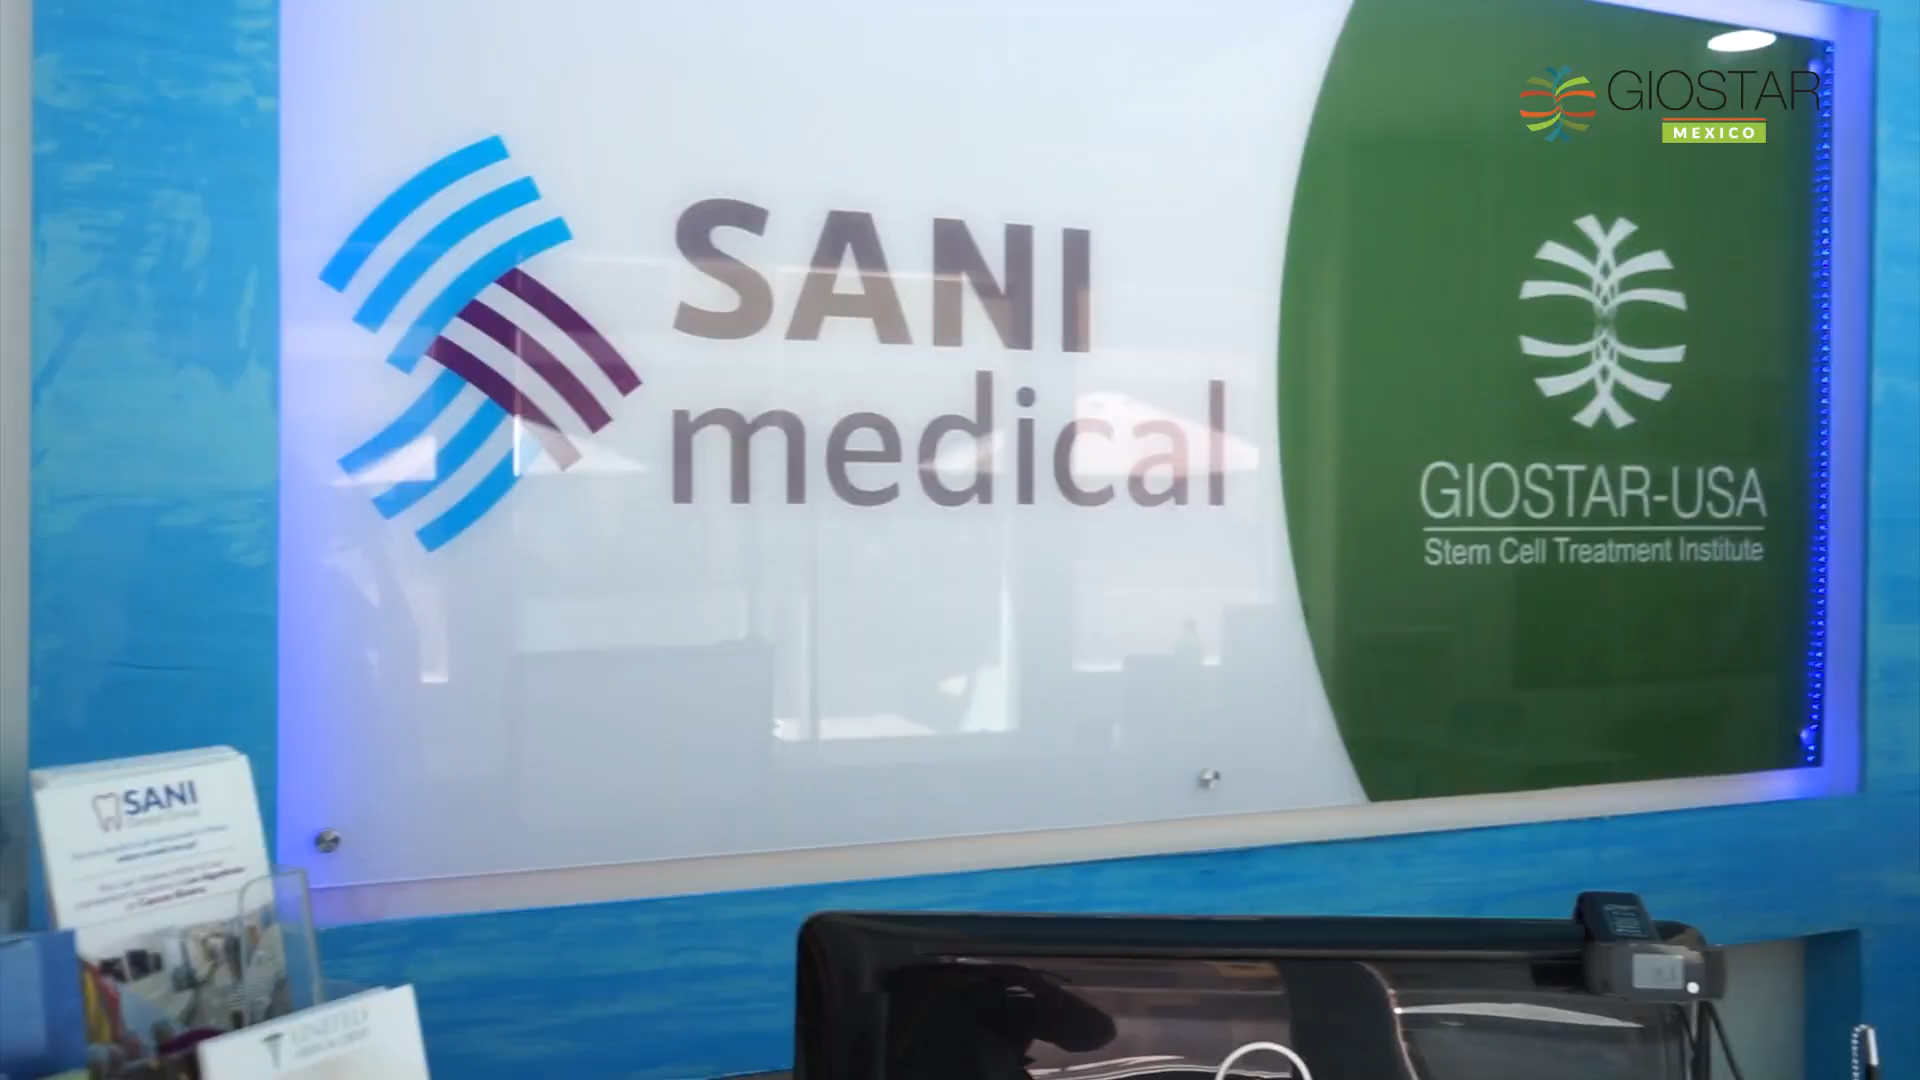 GIOSTAR
MEXICO
SANI
medical
GIOSTAR-USA
Stem Cell Treatment Institute
SANI